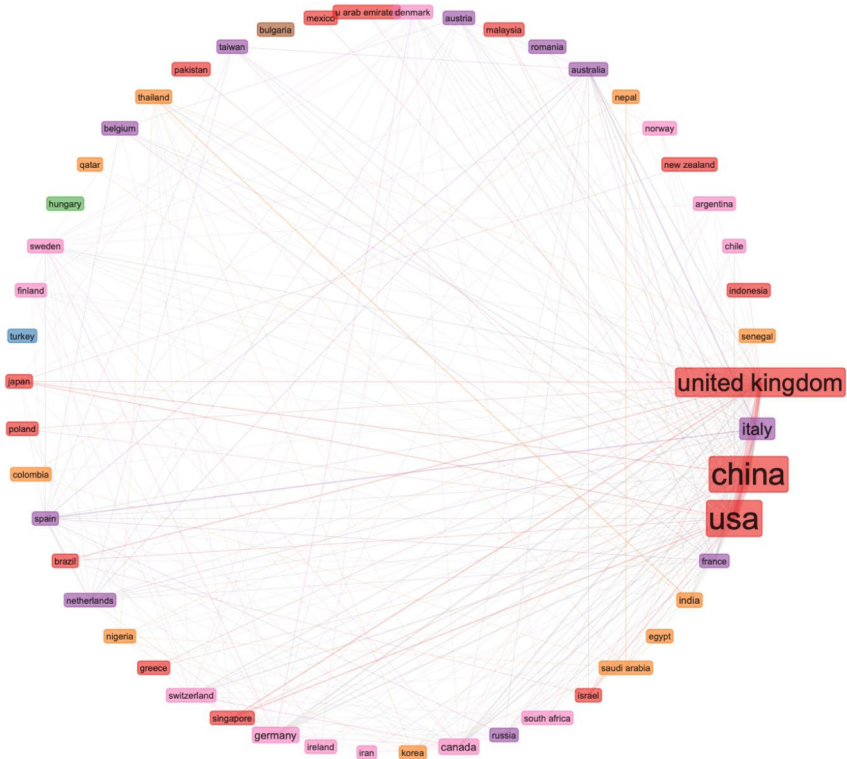 mexico
u arab emirate
denmark
austria
malaysia
bulgaria
taiwan
romania
pakistan
australia
thailand
nepal
belgium
norway
qatar
new zealand
hungary
argentina
sweden
chile
finland
indonesia
turkey
senegal
japan
united kingdom
poland
italy
colombia
china
spain
usa
brazil
france
netherlands
india
nigeria
egypt
greece
saudi arabia
switzerland
israel
singapore
south africa
germany
russia
ireland
canada
iran
korea